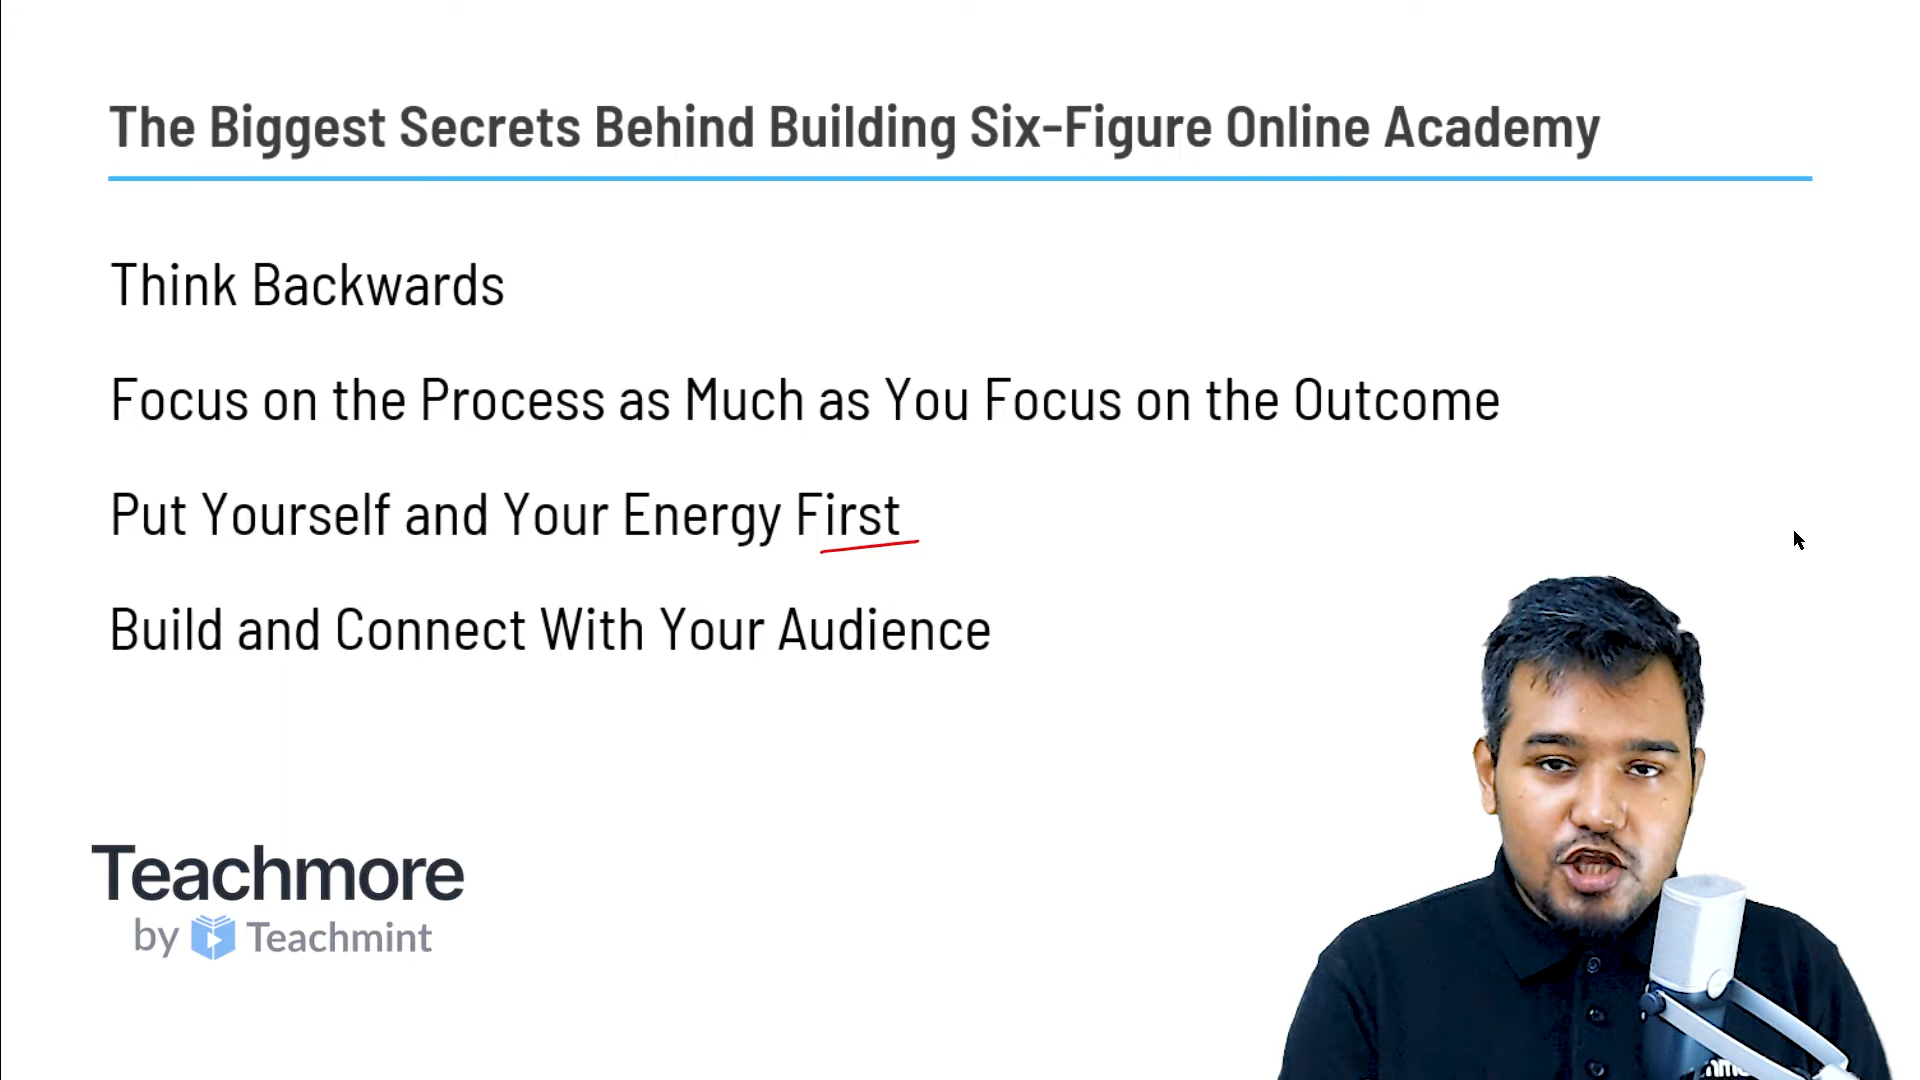 The Biggest Secrets Behind Building Six-Figure Online Academy
Think Backwards
Focus on the Process as Much as You Focus on the Outcome
Put Yourself and Your Energy First
Build and Connect With Your Audience
Teachmore
by Teachmint